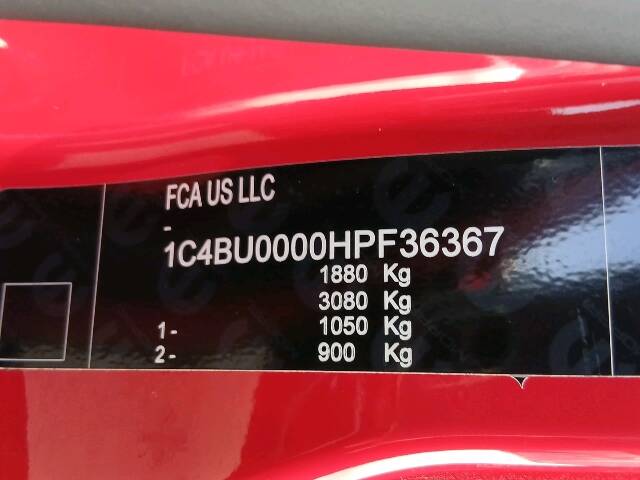 FCA US LLC
-
1C4BU0000HPF36367
1880 Kg
3080 Kg
1- 1050 Kg
2- 900 Kg